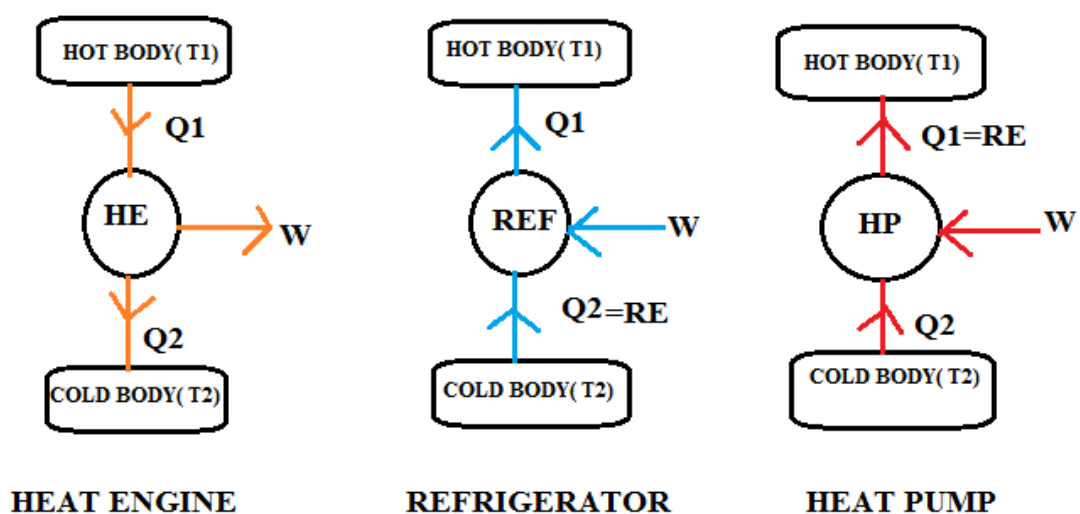 HOT BODY( T1)
Q1
HE
W
Q2
COLD BODY( T2)
HEAT ENGINE
HOT BODY( T1)
Q1
REF
W
Q2=RE
COLD BODY( T2)
REFRIGERATOR
HOT BODY( T1)
Q1=RE
HP
W
Q2
COLD BODY( T2)
HEAT PUMP